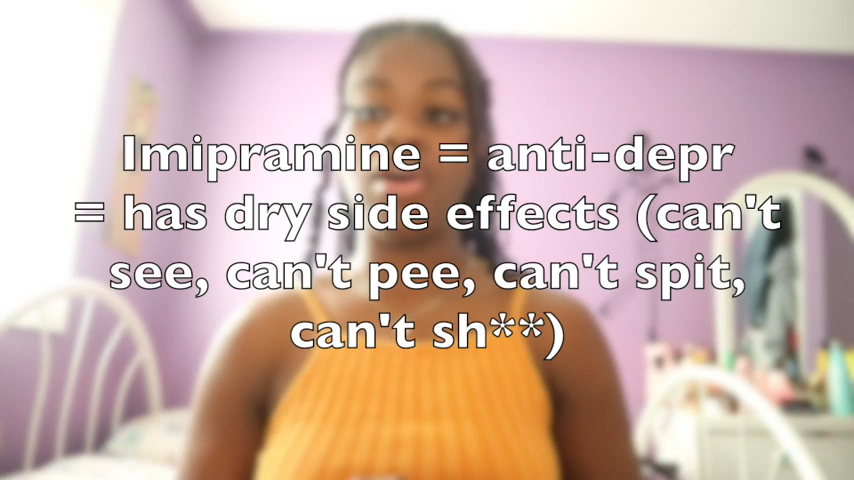 Imipramine = anti-depr
= has dry side effects (can't
see, can't pee, can't spit,
can't sh**)